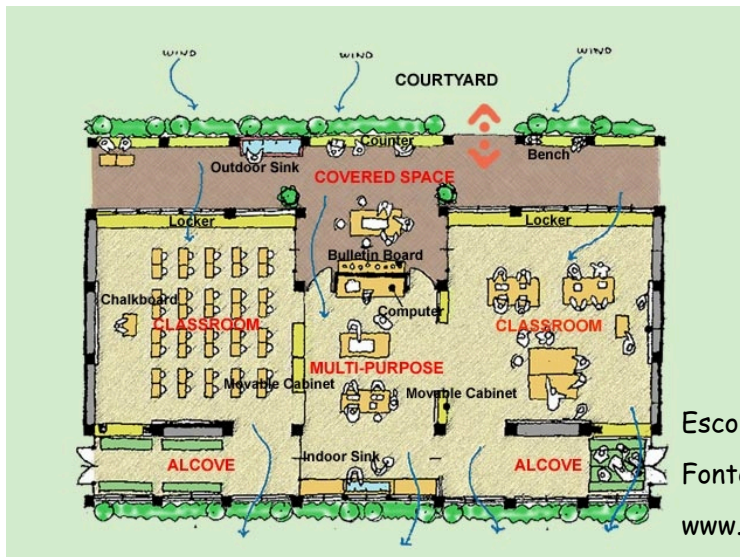 WIND
WIND
WIND
COURTYARD
Counter
Bench
Outdoor Sink
COVERED SPACE
Locker
Locker
Bulletin Board
Chalkboard
Computer
CLASSROOM
CLASSROOM
MULTI-PURPOSE
Movable Cabinet
Movable Cabinet
Indoor Sink
ALCOVE
ALCOVE
Esco
Fonte
www.